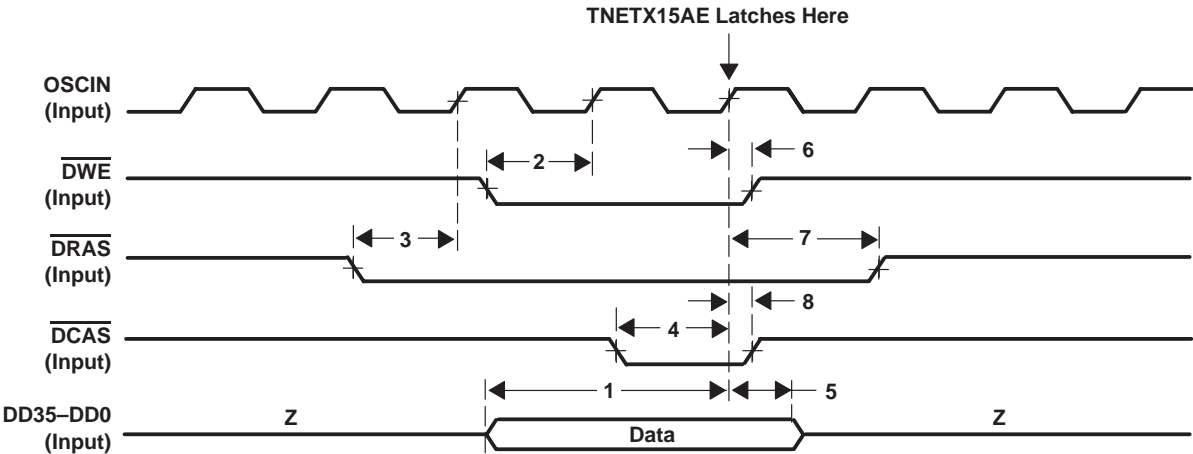 TNETX15AE Latches Here
OSCIN
(Input)
DWE
(Input)
2
6
DRAS
(Input)
3
7
DCAS
(Input)
4
8
DD35–DD0
(Input)
Z
1
Data
5
Z